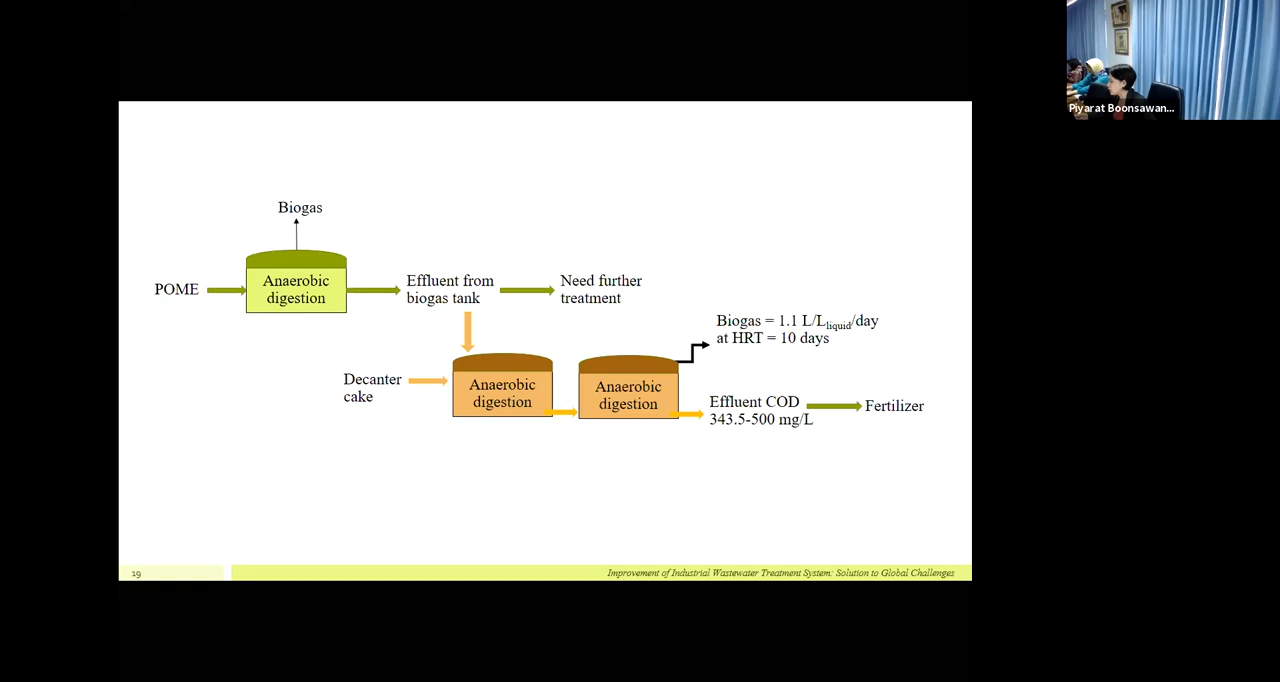 Piyarat Boonsawan...
Biogas
POME
Anaerobic
digestion
Effluent from
biogas tank
Need further
treatment
Biogas = 1.1 L/Lliquid/day
at HRT = 10 days
Decanter
cake
Anaerobic
digestion
Anaerobic
digestion
Effluent COD
343.5-500 mg/L
Fertilizer
19
Improvement of Industrial Wastewater Treatment System: Solution to Global Challenges